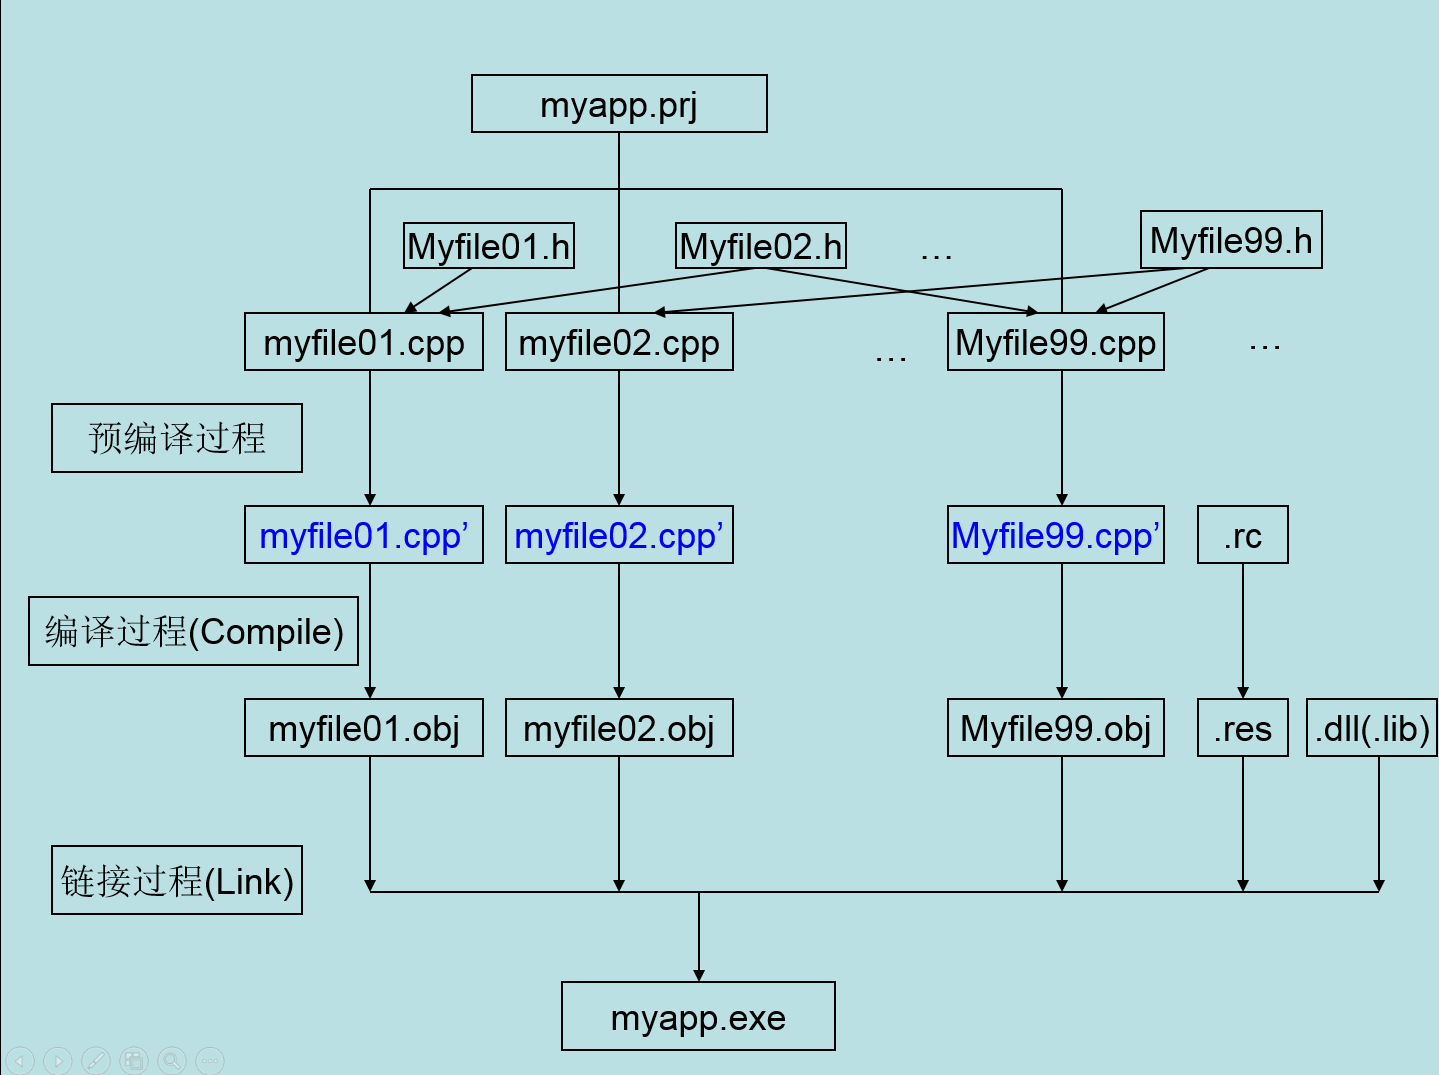 myapp.prj
Myfile01.h
Myfile02.h
…
Myfile99.h
myfile01.cpp
myfile02.cpp
…
Myfile99.cpp
…
预编译过程
myfile01.cpp’
myfile02.cpp’
Myfile99.cpp’
.rc
编译过程(Compile)
myfile01.obj
myfile02.obj
Myfile99.obj
.res
.dll(.lib)
链接过程(Link)
myapp.exe